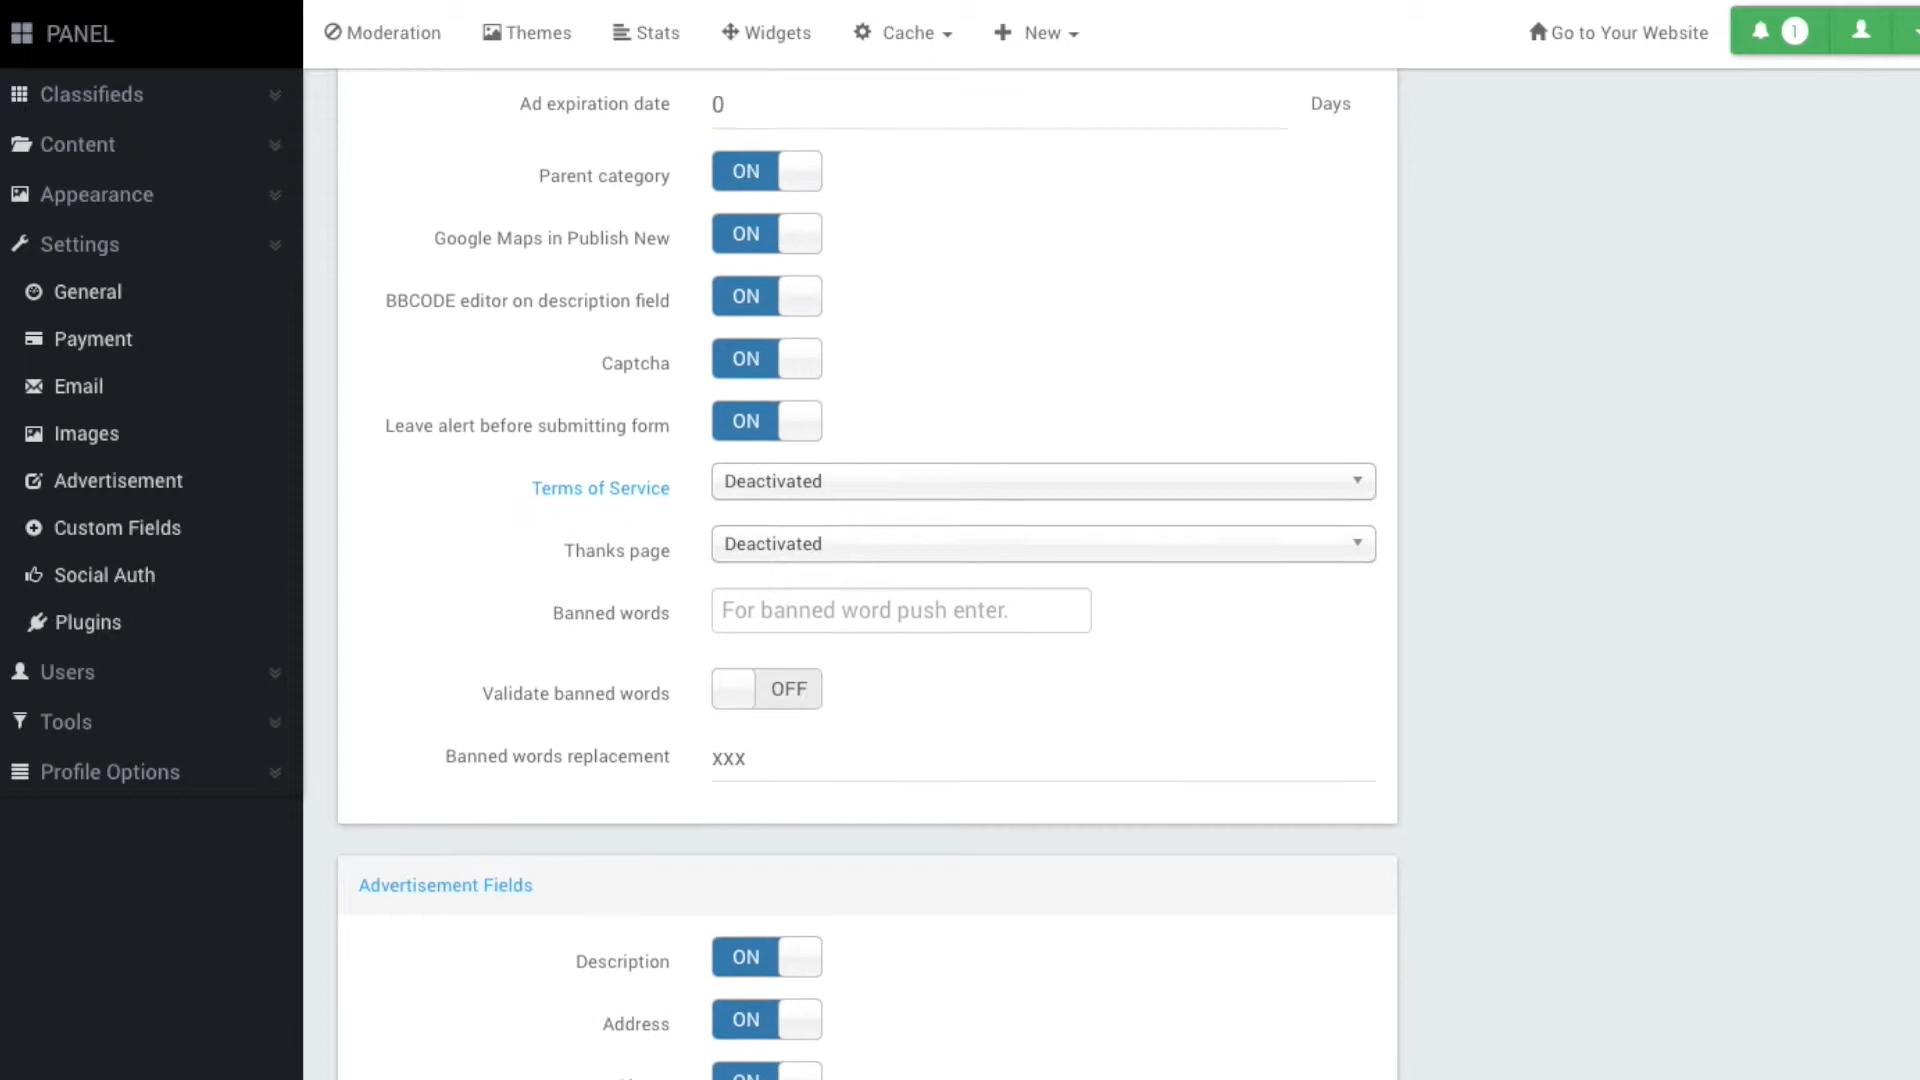 PANEL
Moderation
Themes
Stats
Widgets
Cache
New
Go to Your Website
1
Classifieds
Content
Appearance
Settings
General
Payment
Email
Images
Advertisement
Custom Fields
Social Auth
Plugins
Users
Tools
Profile Options
Ad expiration date 0 Days
Parent category ON
Google Maps in Publish New ON
BBCODE editor on description field ON
Captcha ON
Leave alert before submitting form ON
Terms of Service Deactivated
Thanks page Deactivated
Banned words For banned word push enter.
Validate banned words OFF
Banned words replacement xxx
Advertisement Fields
Description ON
Address ON
ON